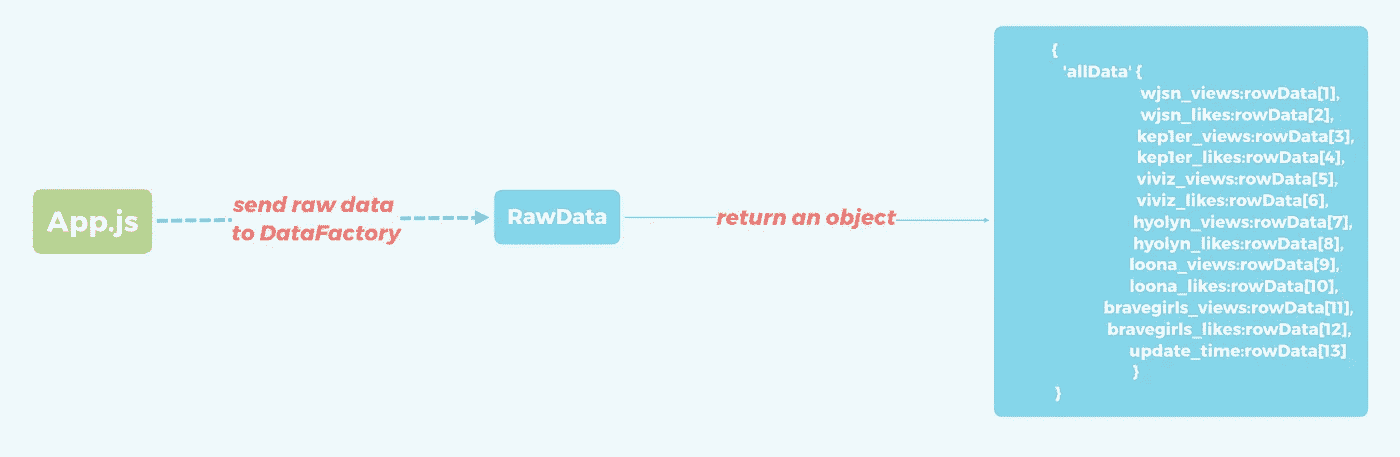 App.js
send raw data
to DataFactory
RawData
return an object
{
'allData' {
wjsn_views:rowData[1],
wjsn_likes:rowData[2],
kep1er_views:rowData[3],
kep1er_likes:rowData[4],
viviz_views:rowData[5],
viviz_likes:rowData[6],
hyolyn_views:rowData[7],
hyolyn_likes:rowData[8],
loona_views:rowData[9],
loona_likes:rowData[10],
bravegirls_views:rowData[11],
bravegirls_likes:rowData[12],
update_time:rowData[13]
}
}